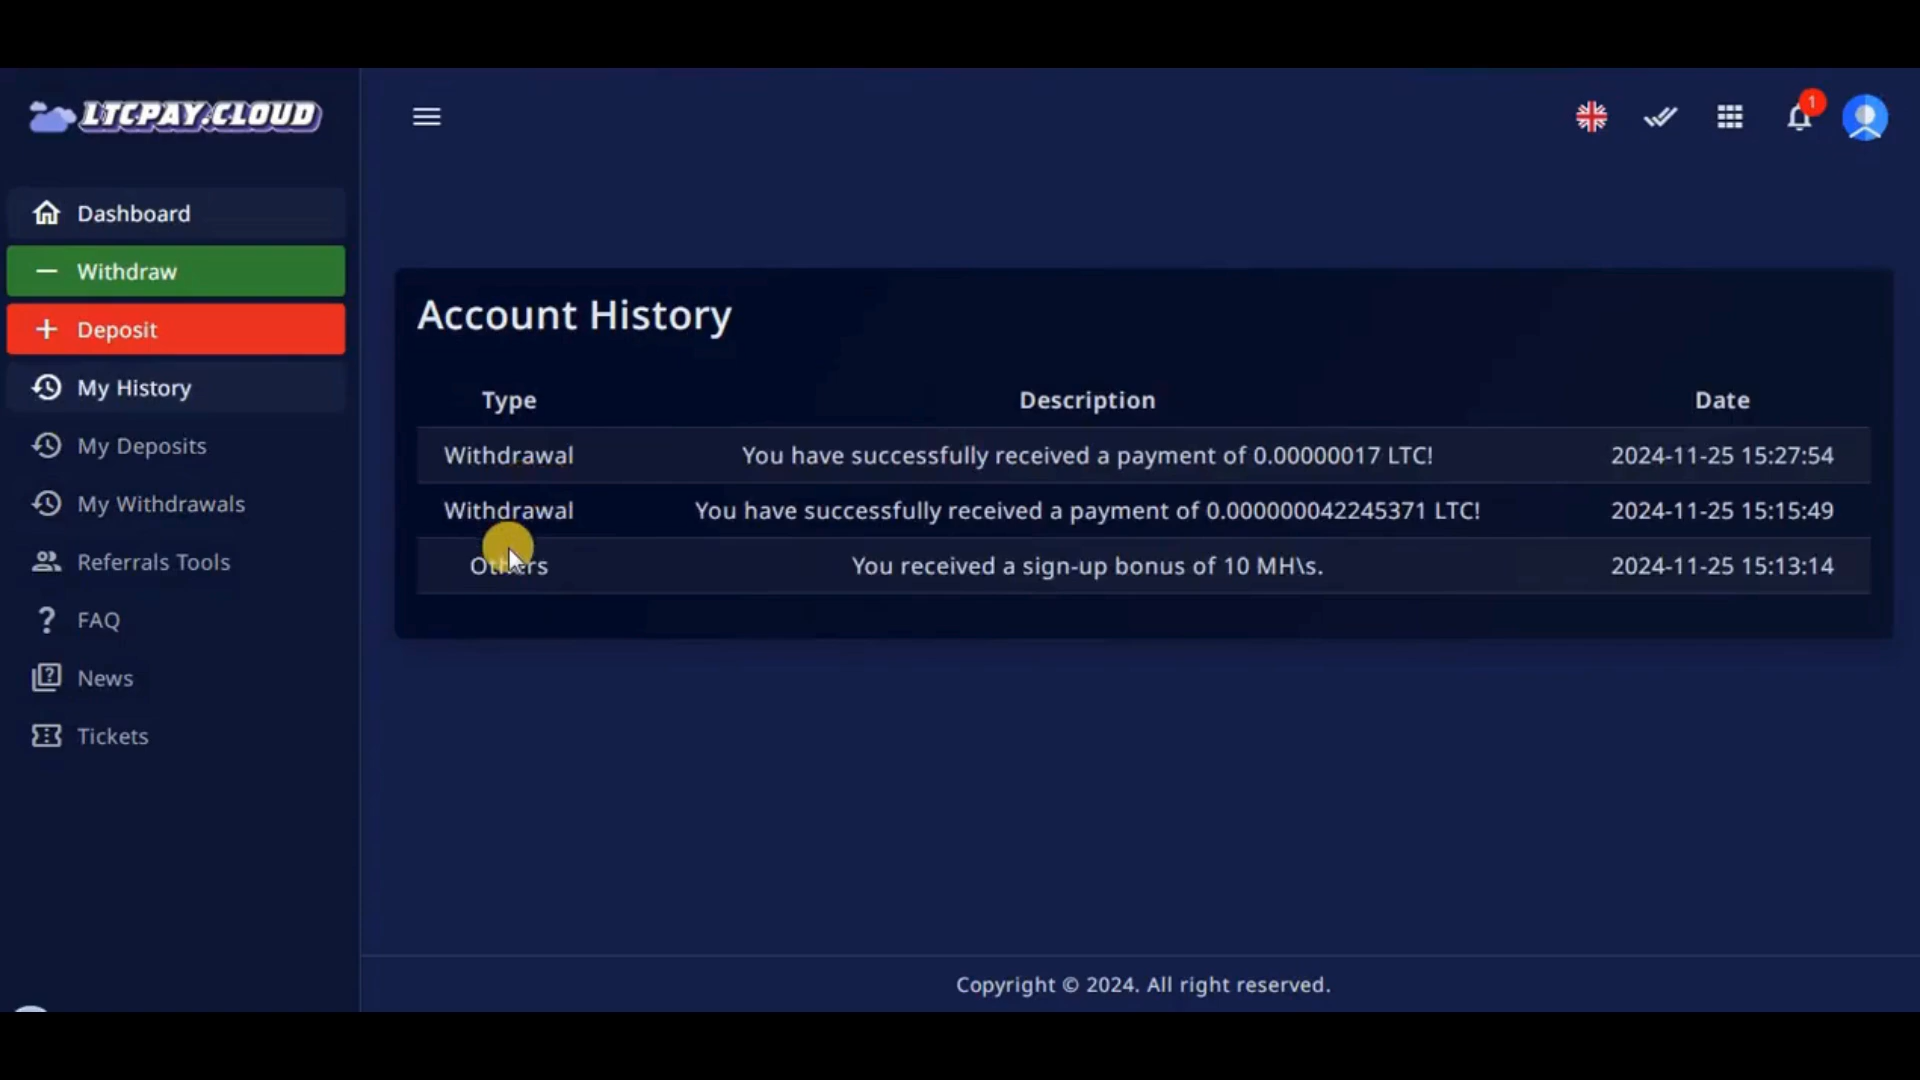 LTCPAY.CLOUD
1
Dashboard
Withdraw
Deposit
My History
My Deposits
My Withdrawals
Referrals Tools
FAQ
News
Tickets
Account History
Type Description Date
Withdrawal You have successfully received a payment of 0.00000017 LTC! 2024-11-25 15:27:54
Withdrawal You have successfully received a payment of 0.000000042245371 LTC! 2024-11-25 15:15:49
Others You received a sign-up bonus of 10 MH\s. 2024-11-25 15:13:14
Copyright © 2024. All right reserved.